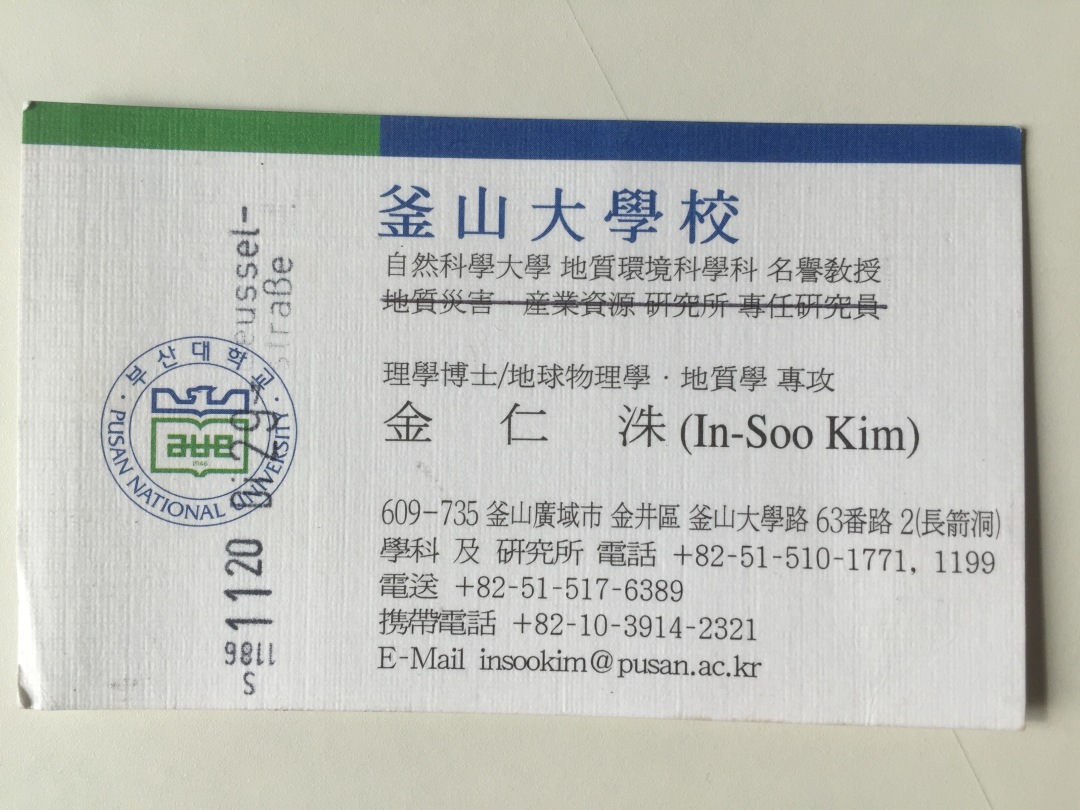 釜山大學校
自然科學大學 地質環境科學科 名譽教授
地質災害 · 産業資源 研究所 專任研究員
理學博士/地球物理學 · 地質學 專攻
金 仁 洙 (In-Soo Kim)
609-735 釜山廣域市 金井區 釜山大學路 63番路 2(長箭洞)
學科 及 硏究所 電話 +82-51-510-1771, 1199
電送 +82-51-517-6389
携帶電話 +82-10-3914-2321
E-Mail insookim@pusan.ac.kr
부산대학교
PUSAN NATIONAL UNIVERSITY
1946
eussel-
straße
S 1186
1120